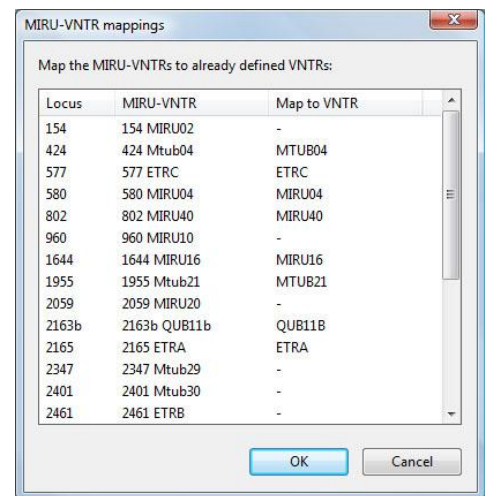 MIRU-VNTR mappings
Map the MIRU-VNTRs to already defined VNTRs:
Locus MIRU-VNTR Map to VNTR
154 154 MIRU02 -
424 424 Mtub04 MTUB04
577 577 ETRC ETRC
580 580 MIRU04 MIRU04
802 802 MIRU40 MIRU40
960 960 MIRU10 -
1644 1644 MIRU16 MIRU16
1955 1955 Mtub21 MTUB21
2059 2059 MIRU20 -
2163b 2163b QUB11b QUB11B
2165 2165 ETRA ETRA
2347 2347 Mtub29 -
2401 2401 Mtub30 -
2461 2461 ETRB -
OK Cancel